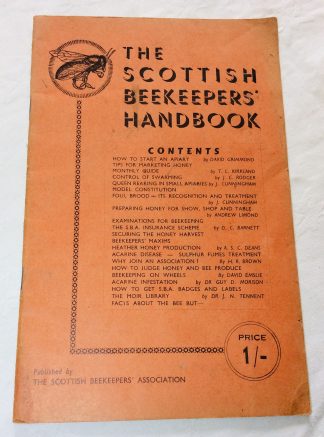 THE
SCOTTISH
BEEKEEPERS'
HANDBOOK
CONTENTS
HOW TO START AN APIARY by DAVID GRIMMOND
TIPS FOR MARKETING HONEY
MONTHLY GUIDE by T. C. KIRKLAND
CONTROL OF SWARMING by J. C. RODGER
QUEEN REARING IN SMALL APIARIES by J. CUNNINGHAM
MODEL CONSTITUTION
FOUL BROOD — ITS RECOGNITION AND TREATMENT
by J. CUNNINGHAM
PREPARING HONEY FOR SHOW, SHOP AND TABLE
by ANDREW LIMOND
EXAMINATIONS FOR BEEKEEPING
THE S.B.A. INSURANCE SCHEME by D. C. BARNETT
SECURING THE HONEY HARVEST
BEEKEEPERS' MAXIMS
HEATHER HONEY PRODUCTION by A. S. C. DEANS
ACARINE DISEASE — SULPHUR FUMES TREATMENT
WHY JOIN AN ASSOCIATION? by H. R. BROWN
HOW TO JUDGE HONEY AND BEE PRODUCE
BEEKEEPING ON WHEELS by DAVID EMSLIE
ACARINE INFESTATION by DR GUY D. MORISON
HOW TO GET S.B.A. BADGES AND LABELS
THE MOIR LIBRARY by DR J. N. TENNENT
FACTS ABOUT THE BEE BUT—
PRICE
1/-
Published by
THE SCOTTISH BEEKEEPERS' ASSOCIATION